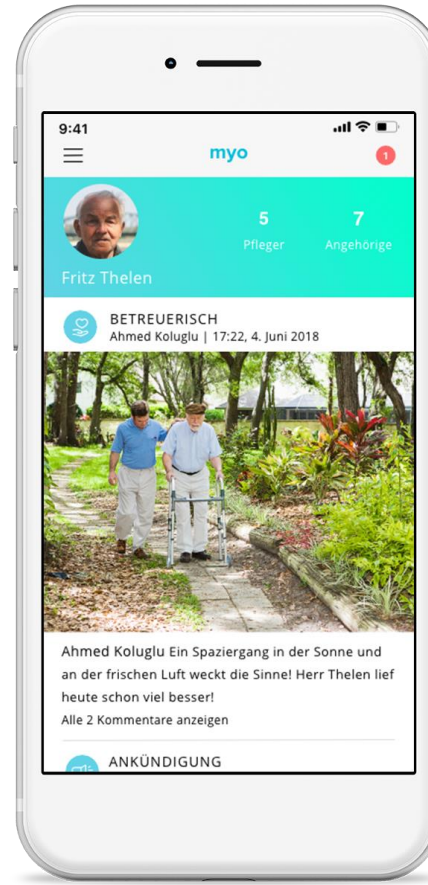 9:41
myo
1
5 7
Pfleger Angehörige
Fritz Thelen
BETREUERISCH
Ahmed Koluglu | 17:22, 4. Juni 2018
Ahmed Koluglu Ein Spaziergang in der Sonne und
an der frischen Luft weckt die Sinne! Herr Thelen lief
heute schon viel besser!
Alle 2 Kommentare anzeigen
ANKÜNDIGUNG